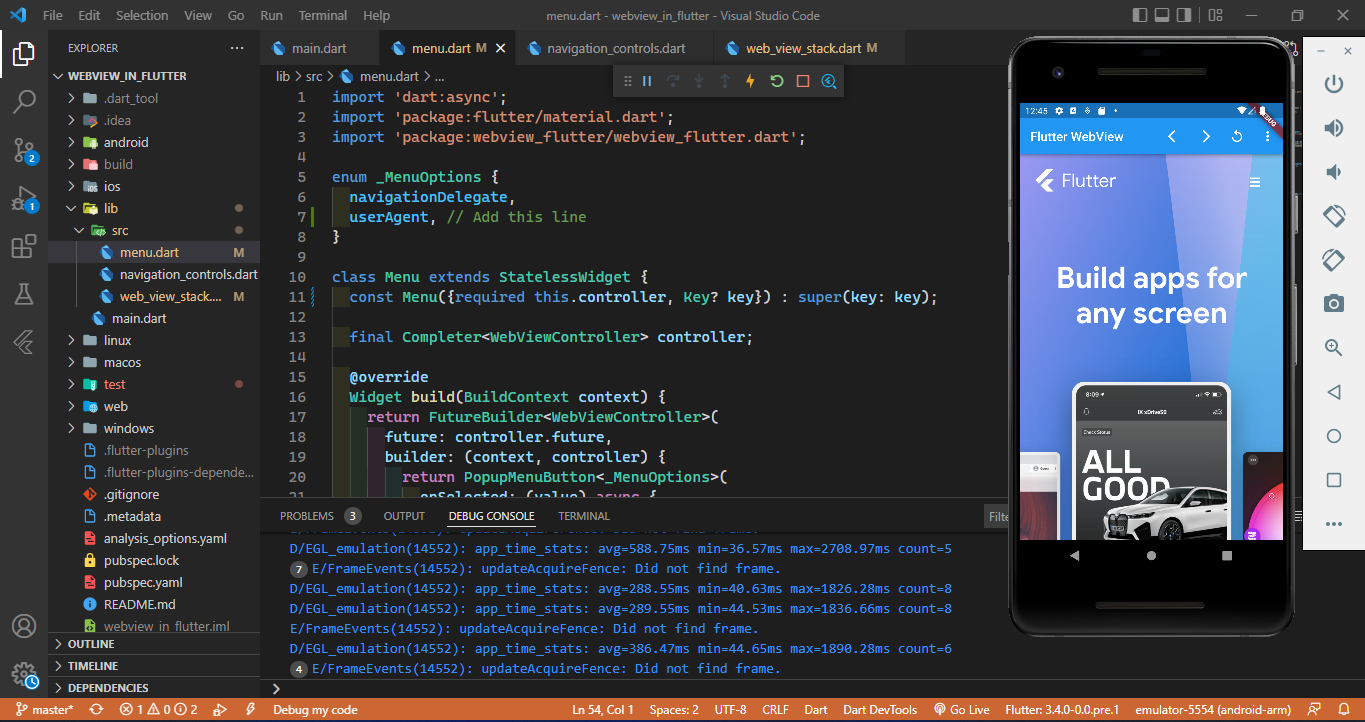 File Edit Selection View Go Run Terminal Help
menu.dart - webview_in_flutter - Visual Studio Code
EXPLORER
WEBVIEW_IN_FLUTTER
.dart_tool
.idea
android
build
ios
lib
src
menu.dart M
navigation_controls.dart
web_view_stack.... M
main.dart
linux
macos
test
web
windows
.flutter-plugins
.flutter-plugins-depende...
.gitignore
.metadata
analysis_options.yaml
pubspec.lock
pubspec.yaml
README.md
webview_in_flutter.iml
OUTLINE
TIMELINE
DEPENDENCIES
2
1
main.dart
menu.dart M
navigation_controls.dart
web_view_stack.dart M
lib > src > menu.dart > ...
1 import 'dart:async';
2 import 'package:flutter/material.dart';
3 import 'package:webview_flutter/webview_flutter.dart';
4
5 enum _MenuOptions {
6 navigationDelegate,
7 userAgent, // Add this line
8 }
9
10 class Menu extends StatelessWidget {
11 const Menu({required this.controller, Key? key}) : super(key: key);
12
13 final Completer<WebViewController> controller;
14
15 @override
16 Widget build(BuildContext context) {
17 return FutureBuilder<WebViewController>(
18 future: controller.future,
19 builder: (context, controller) {
20 return PopupMenuButton<_MenuOptions>(
21 onSelected: (value) async {
PROBLEMS 3 OUTPUT DEBUG CONSOLE TERMINAL
Filte
D/EGL_emulation(14552): app_time_stats: avg=588.75ms min=36.57ms max=2708.97ms count=5
7 E/FrameEvents(14552): updateAcquireFence: Did not find frame.
D/EGL_emulation(14552): app_time_stats: avg=288.55ms min=40.63ms max=1826.28ms count=8
D/EGL_emulation(14552): app_time_stats: avg=289.55ms min=44.53ms max=1836.66ms count=8
E/FrameEvents(14552): updateAcquireFence: Did not find frame.
D/EGL_emulation(14552): app_time_stats: avg=386.47ms min=44.65ms max=1890.28ms count=6
4 E/FrameEvents(14552): updateAcquireFence: Did not find frame.
12:45
Flutter WebView
Flutter
Build apps for
any screen
8:09
iX xDrive50
Check Status
ALL
GOOD
master* 1 0 2 Debug my code
Ln 54, Col 1 Spaces: 2 UTF-8 CRLF Dart Dart DevTools Go Live Flutter: 3.4.0-0.0.pre.1 emulator-5554 (android-arm)